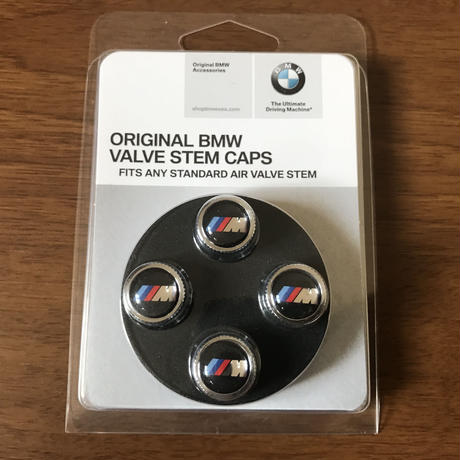 Original BMW
Accessories
BMW
shopbmwusa.com
The Ultimate
Driving Machine®
ORIGINAL BMW
VALVE STEM CAPS
FITS ANY STANDARD AIR VALVE STEM
M
M
M
M